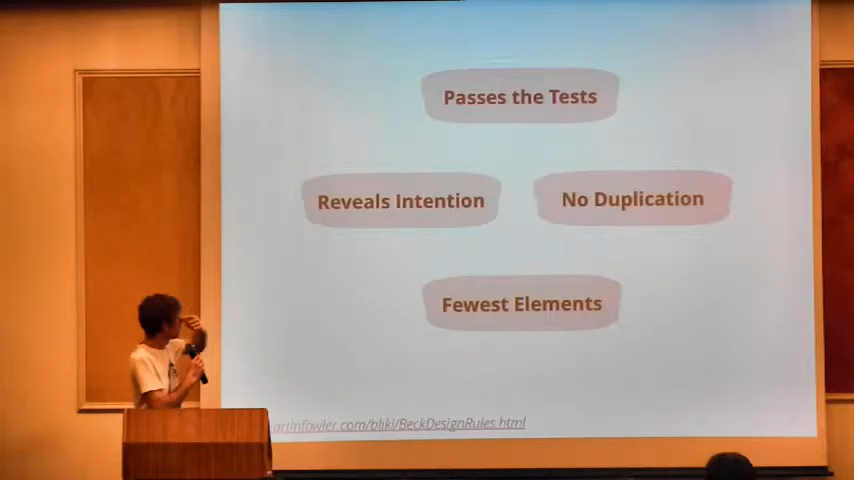 Passes the Tests
Reveals Intention
No Duplication
Fewest Elements
artinfowler.com/bliki/BeckDesignRules.html